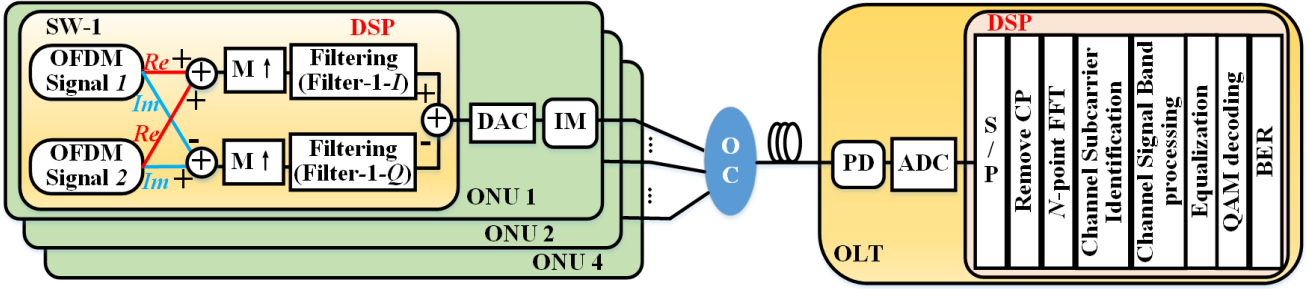 SW-1
DSP
OFDM
Signal 1
Re
+
+
M ↑
Filtering
(Filter-1-I)
+
+
Im
Re
-
+
DAC
IM
OFDM
Signal 2
Im
+
+
M ↑
Filtering
(Filter-1-Q)
-
ONU 1
ONU 2
ONU 4
...
...
O
C
PD
ADC
OLT
DSP
S
/
P
Remove CP
N-point FFT
Channel Subcarrier
Identification
Channel Signal Band
processing
Equalization
QAM decoding
BER